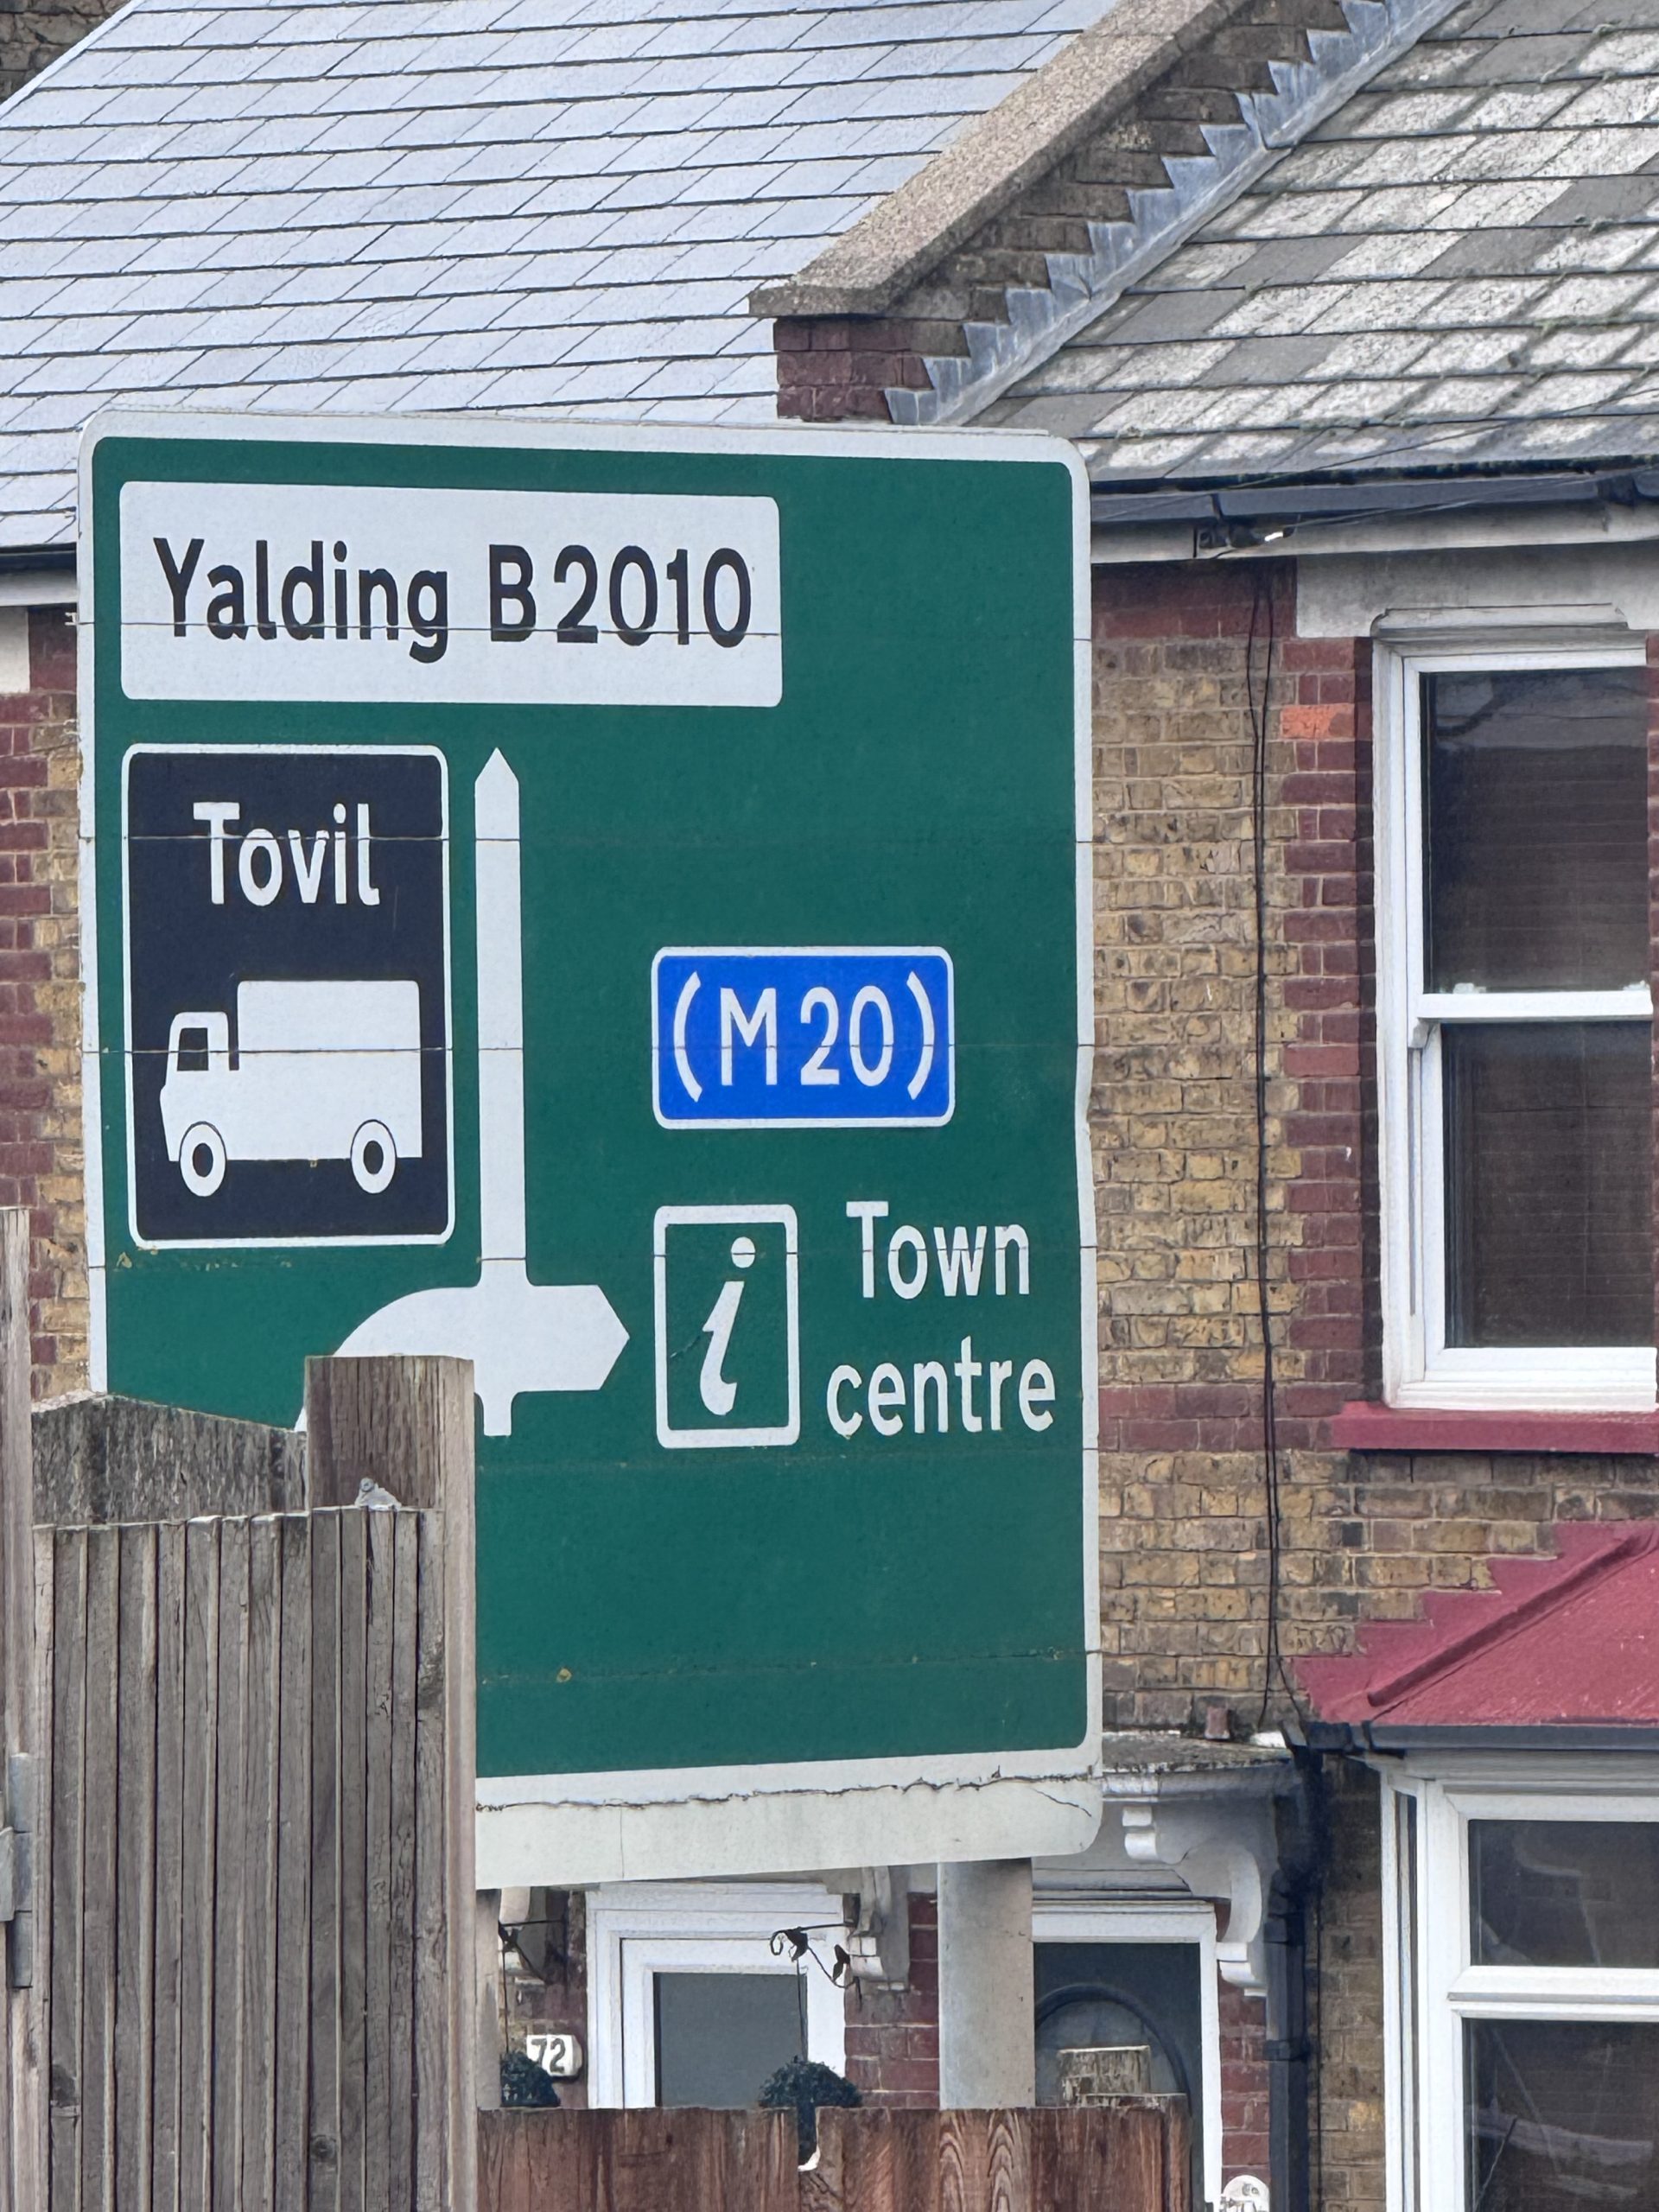 Yalding B2010
Tovil
(M20)
i
Town
centre
72